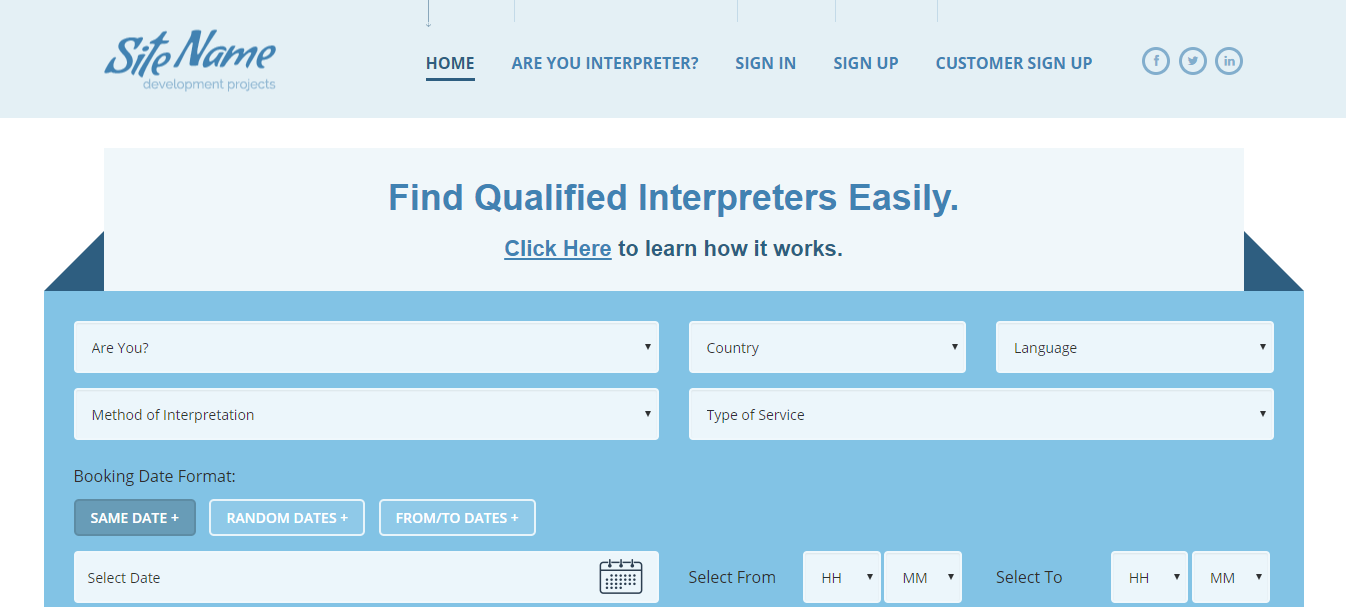 Site Name
development projects
HOME ARE YOU INTERPRETER? SIGN IN SIGN UP CUSTOMER SIGN UP f in
Find Qualified Interpreters Easily.
Click Here to learn how it works.
Are You? Country Language
Method of Interpretation Type of Service
Booking Date Format:
SAME DATE + RANDOM DATES + FROM/TO DATES +
Select Date Select From HH MM Select To HH MM